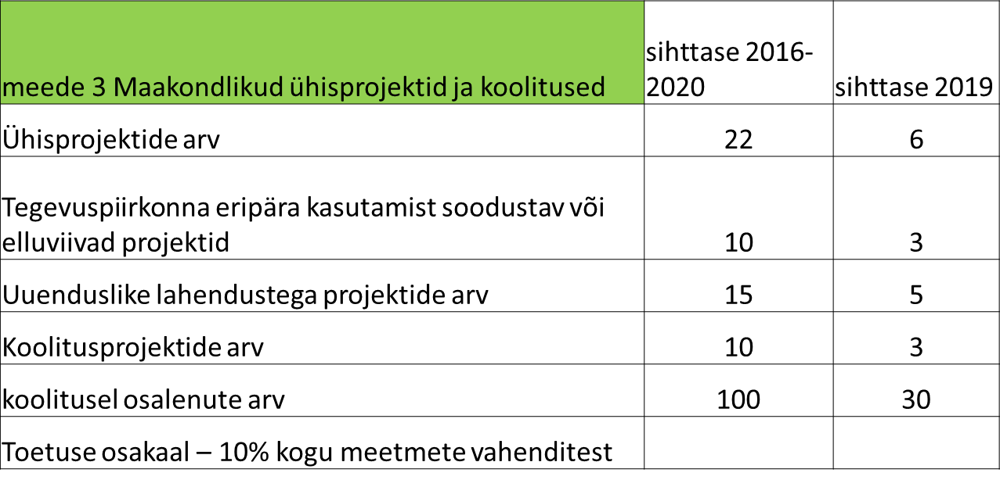 meede 3 Maakondlikud ühisprojektid ja koolitused
sihttase 2016-
2020
sihttase 2019
Ühisprojektide arv
22
6
Tegevuspiirkonna eripära kasutamist soodustav või
elluviivad projektid
10
3
Uuenduslike lahendustega projektide arv
15
5
Koolitusprojektide arv
10
3
koolitusel osalenute arv
100
30
Toetuse osakaal – 10% kogu meetmete vahenditest